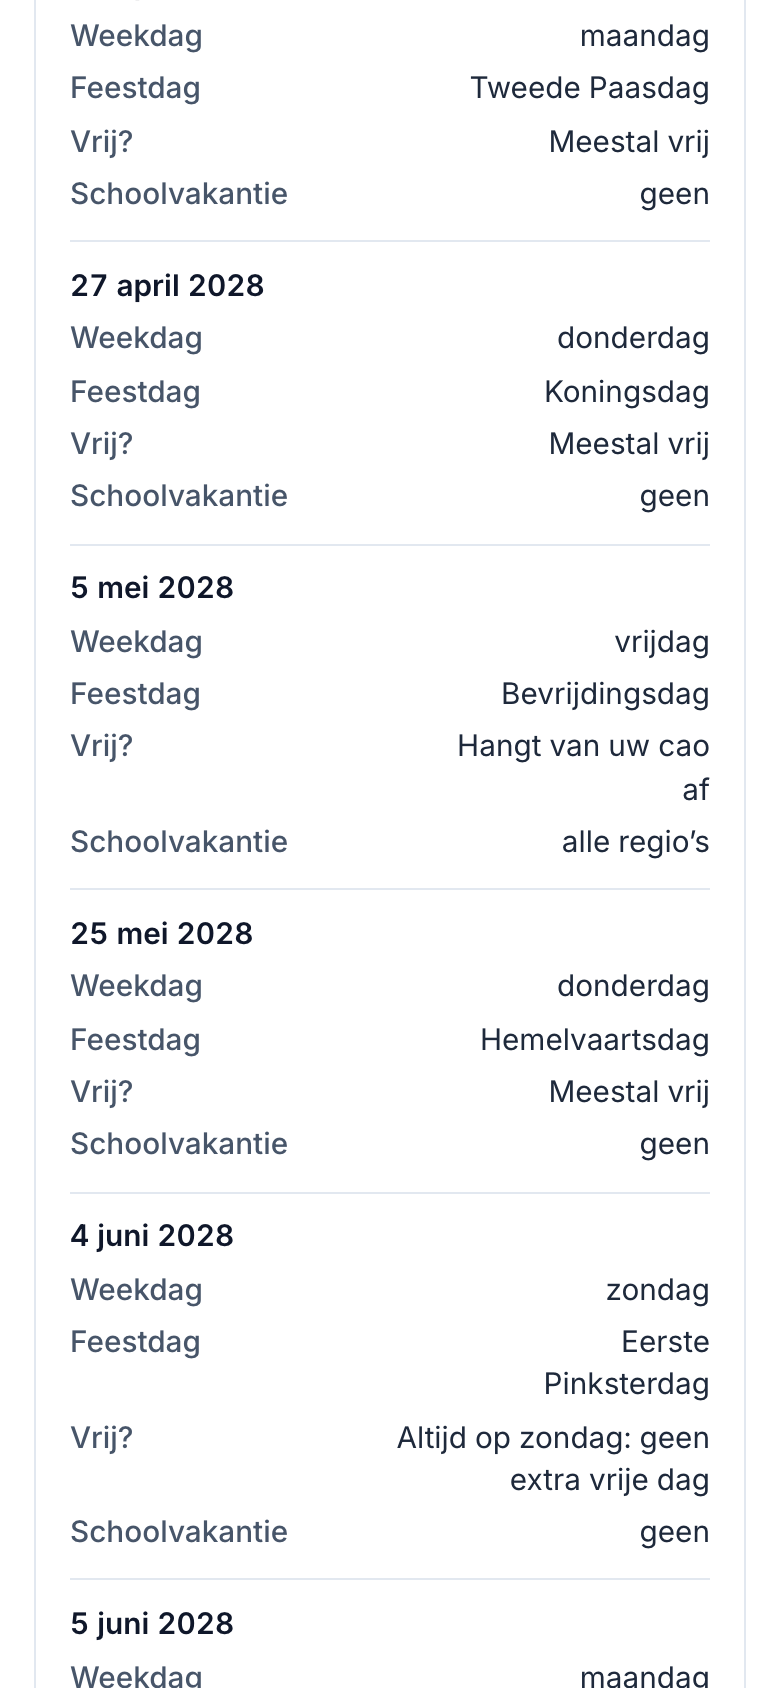 Weekdag maandag
Feestdag Tweede Paasdag
Vrij? Meestal vrij
Schoolvakantie geen
27 april 2028
Weekdag donderdag
Feestdag Koningsdag
Vrij? Meestal vrij
Schoolvakantie geen
5 mei 2028
Weekdag vrijdag
Feestdag Bevrijdingsdag
Vrij? Hangt van uw cao
af
Schoolvakantie alle regio’s
25 mei 2028
Weekdag donderdag
Feestdag Hemelvaartsdag
Vrij? Meestal vrij
Schoolvakantie geen
4 juni 2028
Weekdag zondag
Feestdag Eerste
Pinksterdag
Vrij? Altijd op zondag: geen
extra vrije dag
Schoolvakantie geen
5 juni 2028
Weekdag maandag